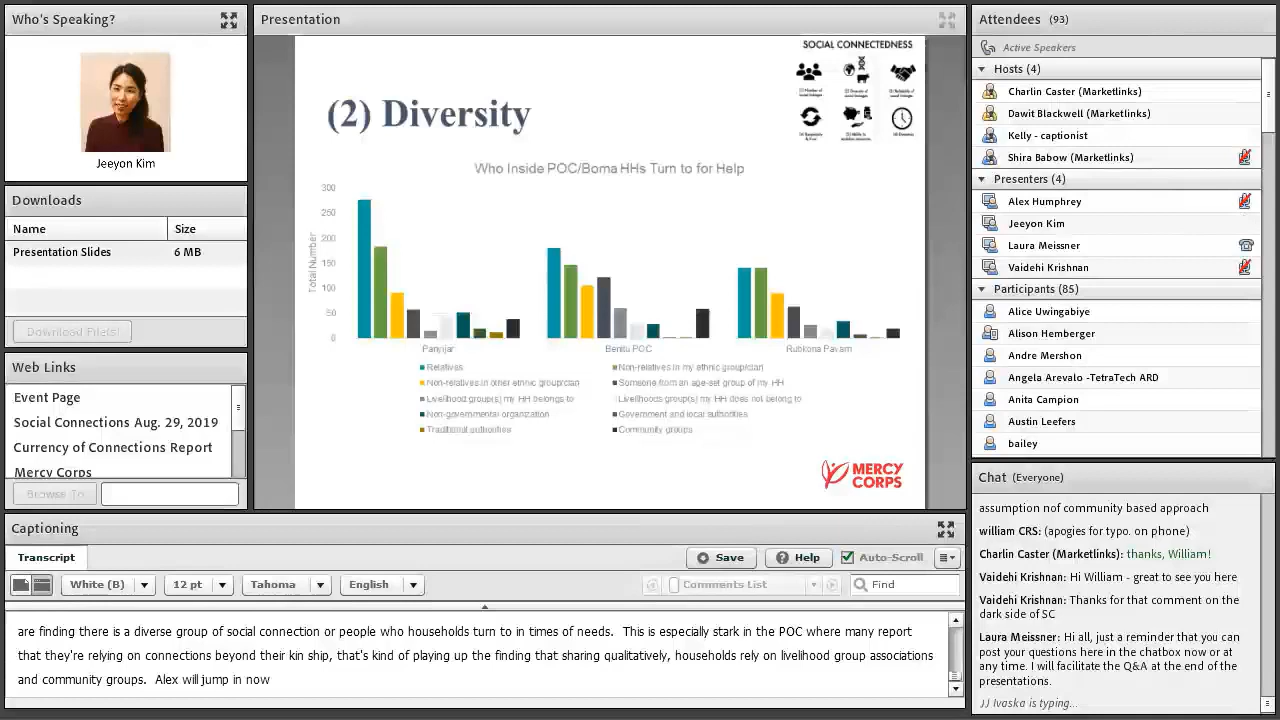 Who's Speaking?
Jeeyon Kim
Downloads
Name Size
Presentation Slides 6 MB
Download File(s)
Web Links
Event Page
Social Connections Aug. 29, 2019
Currency of Connections Report
Mercy Corps
Browse To
Presentation
SOCIAL CONNECTEDNESS
(2) Diversity
Who Inside POC/Boma HHs Turn to for Help
Total Number
300
250
200
150
100
50
0
Panyijar Bentiu POC Rubkona Pavam
Relatives Non-relatives in my ethnic group/clan
Non-relatives in other ethnic group/clan Someone from an age-set group of my HH
Livelihood group(s) my HH belongs to Livelihoods group(s) my HH does not belong to
Non-governmental organization Government and local authorities
Traditional authorities Community groups
MERCY
CORPS
Captioning
Transcript Save Help Auto-Scroll
White (B) 12 pt Tahoma English Comments List Find
are finding there is a diverse group of social connection or people who households turn to in times of needs. This is especially stark in the POC where many report
that they're relying on connections beyond their kin ship, that's kind of playing up the finding that sharing qualitatively, households rely on livelihood group associations
and community groups. Alex will jump in now
Attendees (93)
Active Speakers
Hosts (4)
Charlin Caster (Marketlinks)
Dawit Blackwell (Marketlinks)
Kelly - captionist
Shira Babow (Marketlinks)
Presenters (4)
Alex Humphrey
Jeeyon Kim
Laura Meissner
Vaidehi Krishnan
Participants (85)
Alice Uwingabiye
Alison Hemberger
Andre Mershon
Angela Arevalo -TetraTech ARD
Anita Campion
Austin Leefers
bailey
Chat (Everyone)
assumption nof community based approach
william CRS: (apogies for typo. on phone)
Charlin Caster (Marketlinks): thanks, William!
Vaidehi Krishnan: Hi William - great to see you here
Vaidehi Krishnan: Thanks for that comment on the
dark side of SC
Laura Meissner: Hi all, just a reminder that you can
post your questions here in the chatbox now or at
any time. I will facilitate the Q&A at the end of the
presentations.
JJ Ivaska is typing...